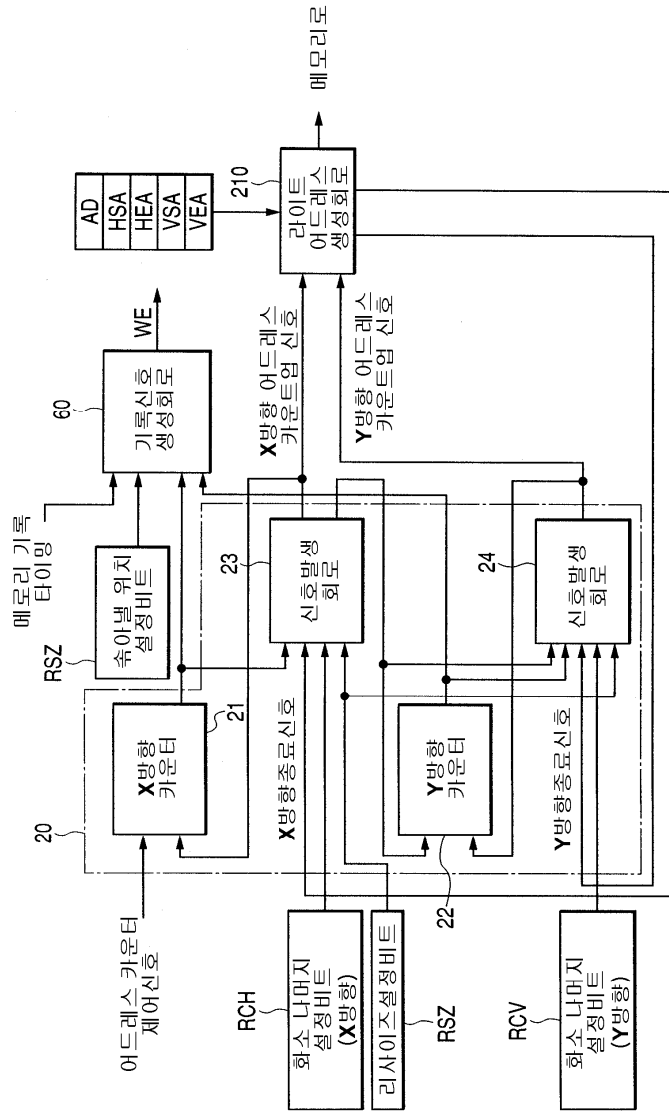 어드레스 카운터
제어신호
20
X방향
카운터
21
메로리 기록
타이밍
솎아낼 위치
설정비트
RSZ
60
기록신호
생성회로
WE
AD
HSA
HEA
VSA
VEA
화소 나머지
설정비트
(X방향)
RCH
리사이즈설정비트
RSZ
X방향종료신호
23
신호발생
회로
X방향 어드레스
카운트업 신호
210
라이트
어드레스
생성회로
메모리로
Y방향
카운터
22
화소 나머지
설정비트
(Y방향)
RCV
Y방향종료신호
24
신호발생
회로
Y방향 어드레스
카운트업 신호